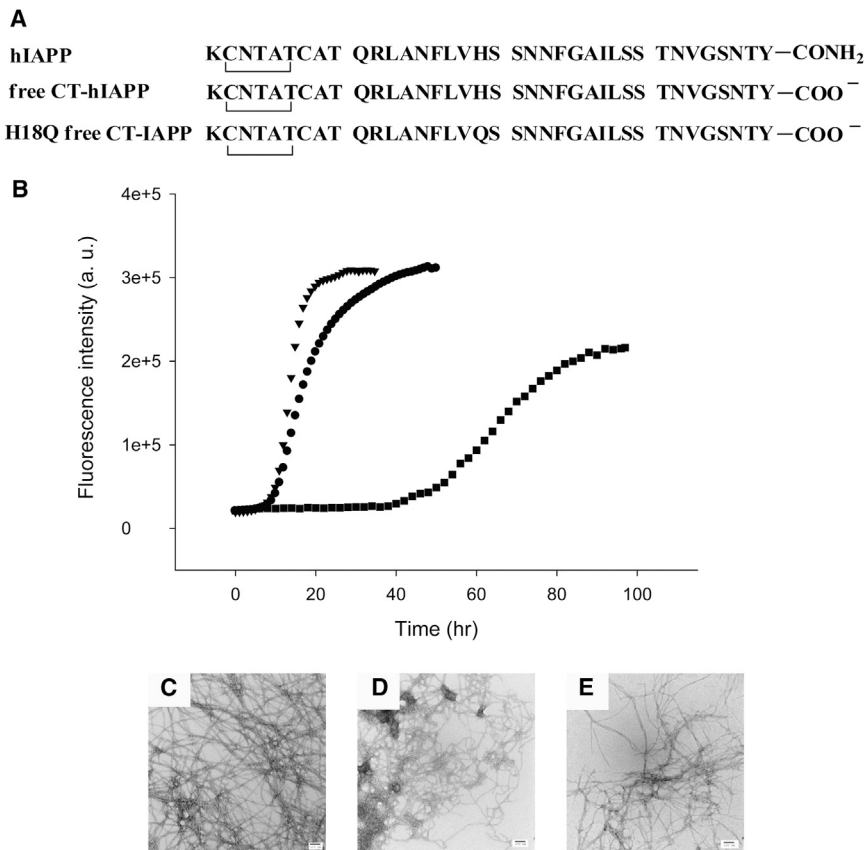 A
hIAPP KCNTATCAT QRLANFLVHS SNNFGAILSS TNVGSNTY—CONH₂
free CT-hIAPP KCNTATCAT QRLANFLVHS SNNFGAILSS TNVGSNTY—COO⁻
H18Q free CT-IAPP KCNTATCAT QRLANFLVQS SNNFGAILSS TNVGSNTY—COO⁻
B
Fluorescence intensity (a. u.)
4e+5
3e+5
2e+5
1e+5
0
0 20 40 60 80 100
Time (hr)
C D E